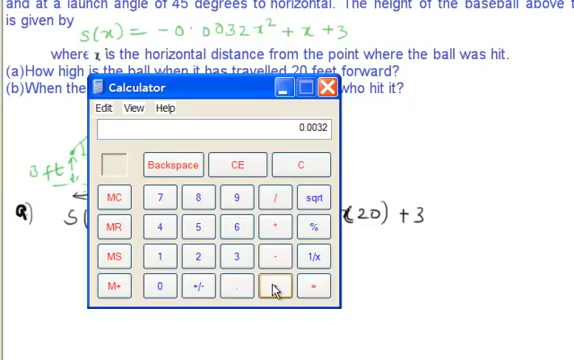 and at a launch angle of 45 degrees to horizontal. The height of the baseball above t
is given by s(x) = -0.0032x² + x + 3
where x is the horizontal distance from the point where the ball was hit.
(a)How high is the ball when it has travelled 20 feet forward?
(b)When the who hit it?
Calculator
Edit View Help
0.0032
Backspace CE C
MC 7 8 9 / sqrt
MR 4 5 6 * %
MS 1 2 3 - 1/x
M+ 0 +/- . =
3ft
a) s( (20) + 3